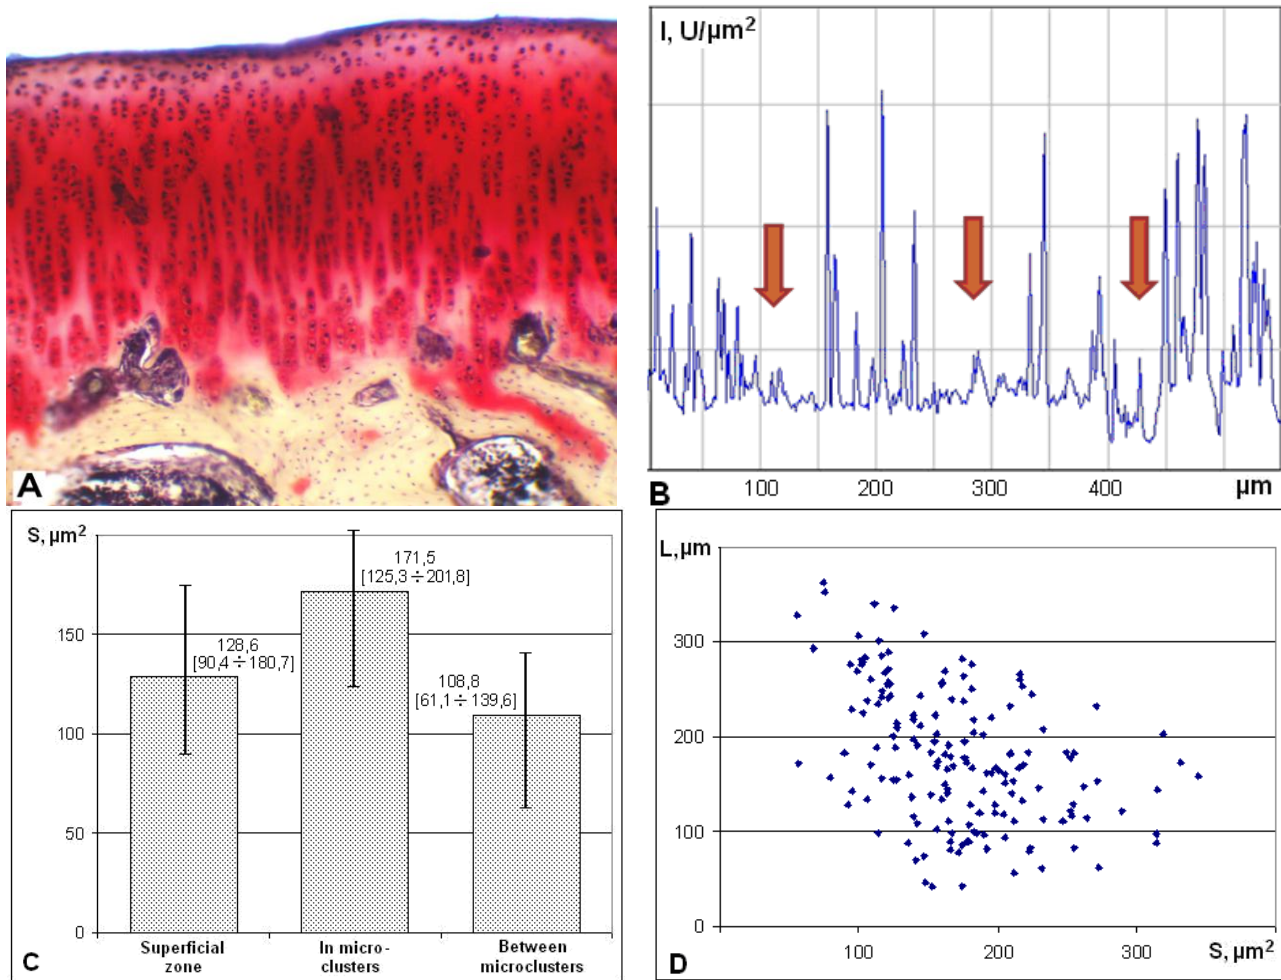 A
I, U/µm²
B
100 200 300 400 µm
S, µm²
150
100
50
0
128,6
[90,4÷180,7]
171,5
[125,3÷201,8]
108,8
[61,1÷139,6]
Superficial
zone
In micro-
clusters
Between
microclusters
C
L,µm
300
200
100
0
100 200 300 S, µm²
D